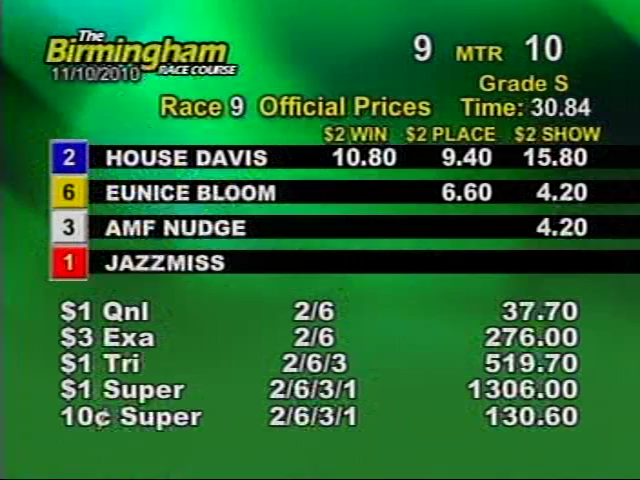 The
Birmingham
RACE COURSE
11/10/2010
9 MTR 10
Grade S
Race 9 Official Prices Time: 30.84
$2 WIN $2 PLACE $2 SHOW
2 HOUSE DAVIS 10.80 9.40 15.80
6 EUNICE BLOOM 6.60 4.20
3 AMF NUDGE 4.20
1 JAZZMISS
$1 Qnl 2/6 37.70
$3 Exa 2/6 276.00
$1 Tri 2/6/3 519.70
$1 Super 2/6/3/1 1306.00
10¢ Super 2/6/3/1 130.60